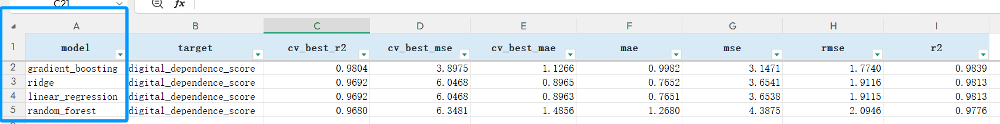 C21 fx
A B C D E F G H I
1 model target cv_best_r2 cv_best_mse cv_best_mae mae mse rmse r2
2 gradient_boosting digital_dependence_score 0.9804 3.8975 1.1266 0.9982 3.1471 1.7740 0.9839
3 ridge digital_dependence_score 0.9692 6.0468 0.8965 0.7652 3.6541 1.9116 0.9813
4 linear_regression digital_dependence_score 0.9692 6.0468 0.8963 0.7651 3.6538 1.9115 0.9813
5 random_forest digital_dependence_score 0.9680 6.3481 1.4856 1.2680 4.3875 2.0946 0.9776